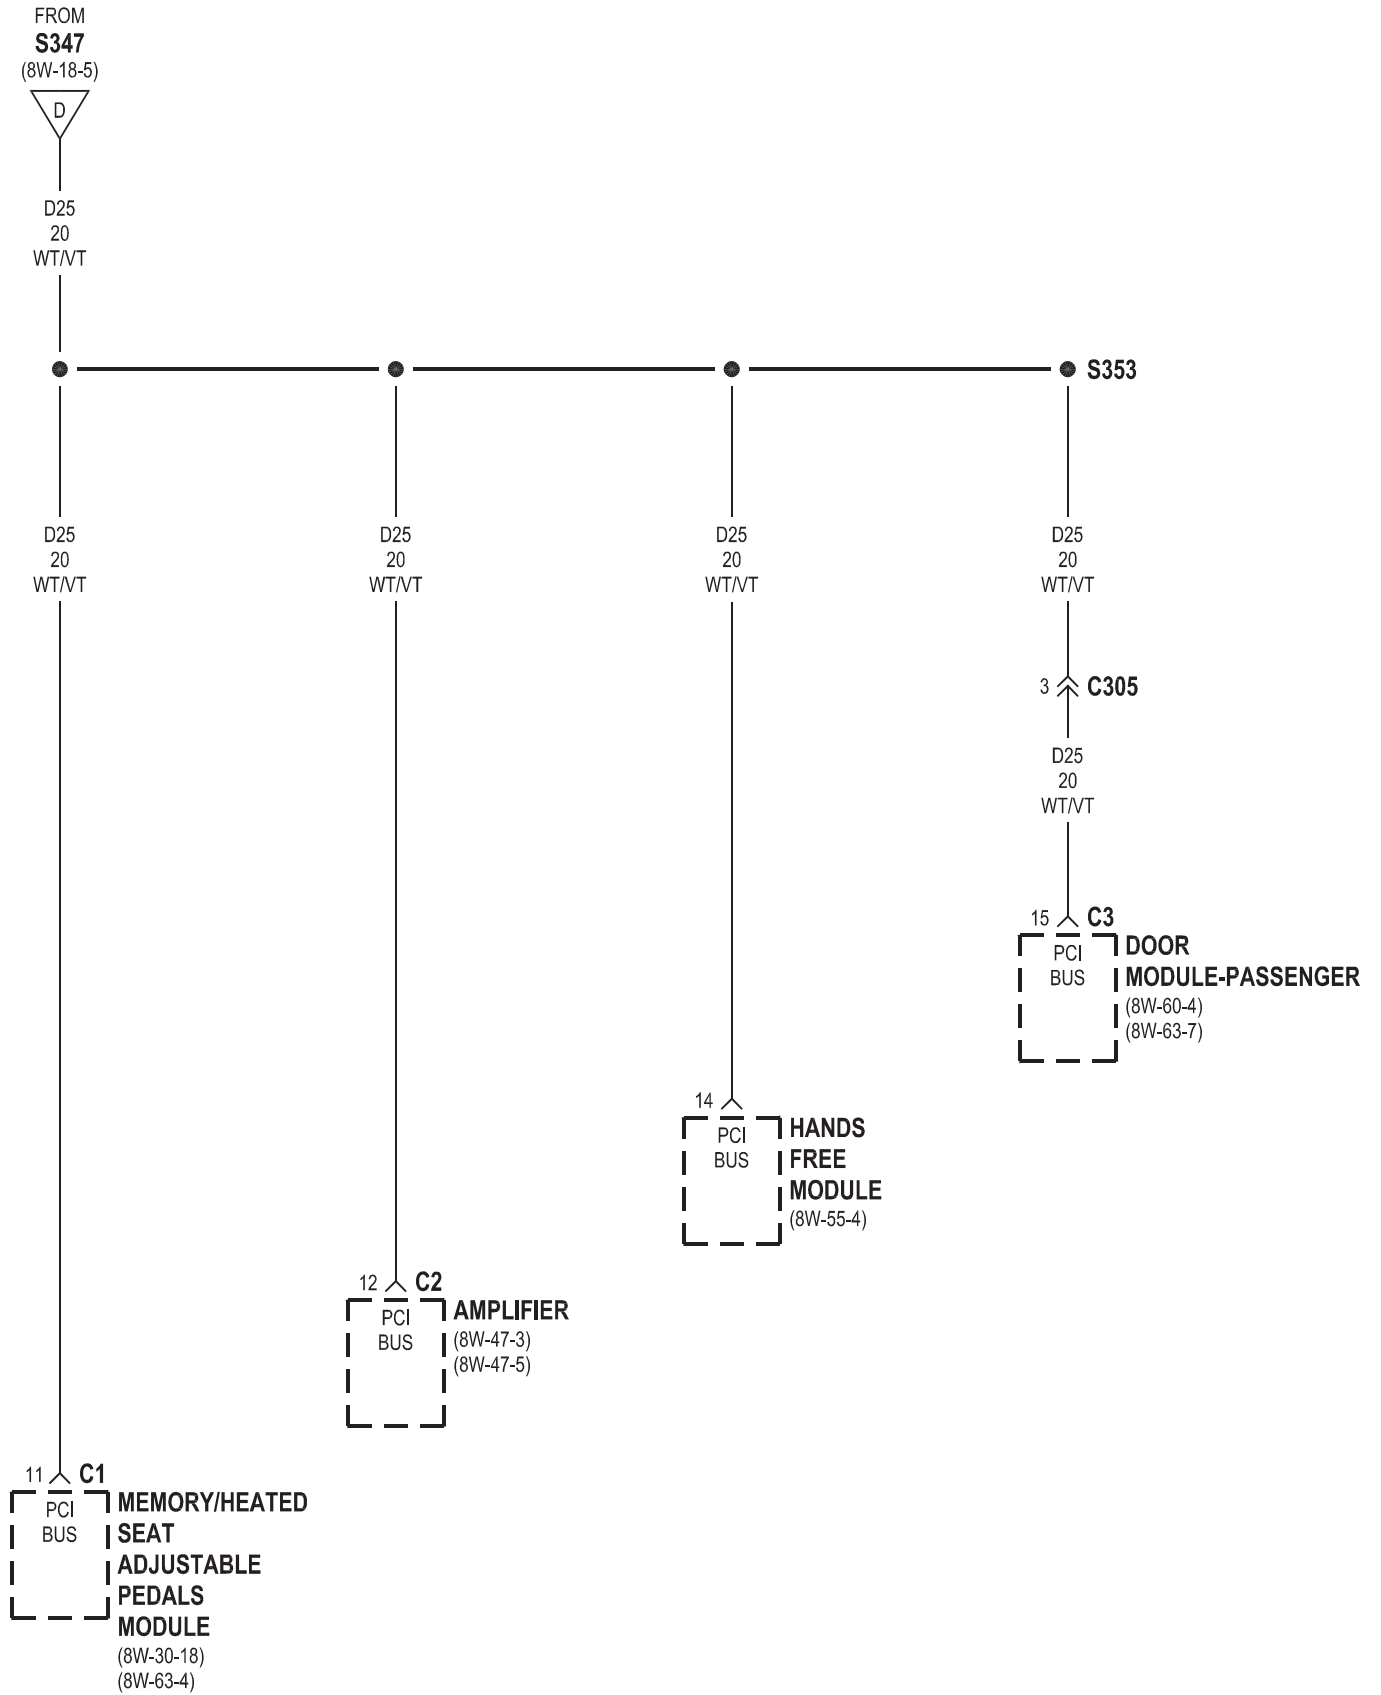 FROM
S347
(8W-18-5)
D
D25
20
WT/VT
S353
D25
20
WT/VT
D25
20
WT/VT
D25
20
WT/VT
D25
20
WT/VT
3
C305
D25
20
WT/VT
15
C3
PCI
BUS
DOOR
MODULE-PASSENGER
(8W-60-4)
(8W-63-7)
14
PCI
BUS
HANDS
FREE
MODULE
(8W-55-4)
12
C2
PCI
BUS
AMPLIFIER
(8W-47-3)
(8W-47-5)
11
C1
PCI
BUS
MEMORY/HEATED
SEAT
ADJUSTABLE
PEDALS
MODULE
(8W-30-18)
(8W-63-4)